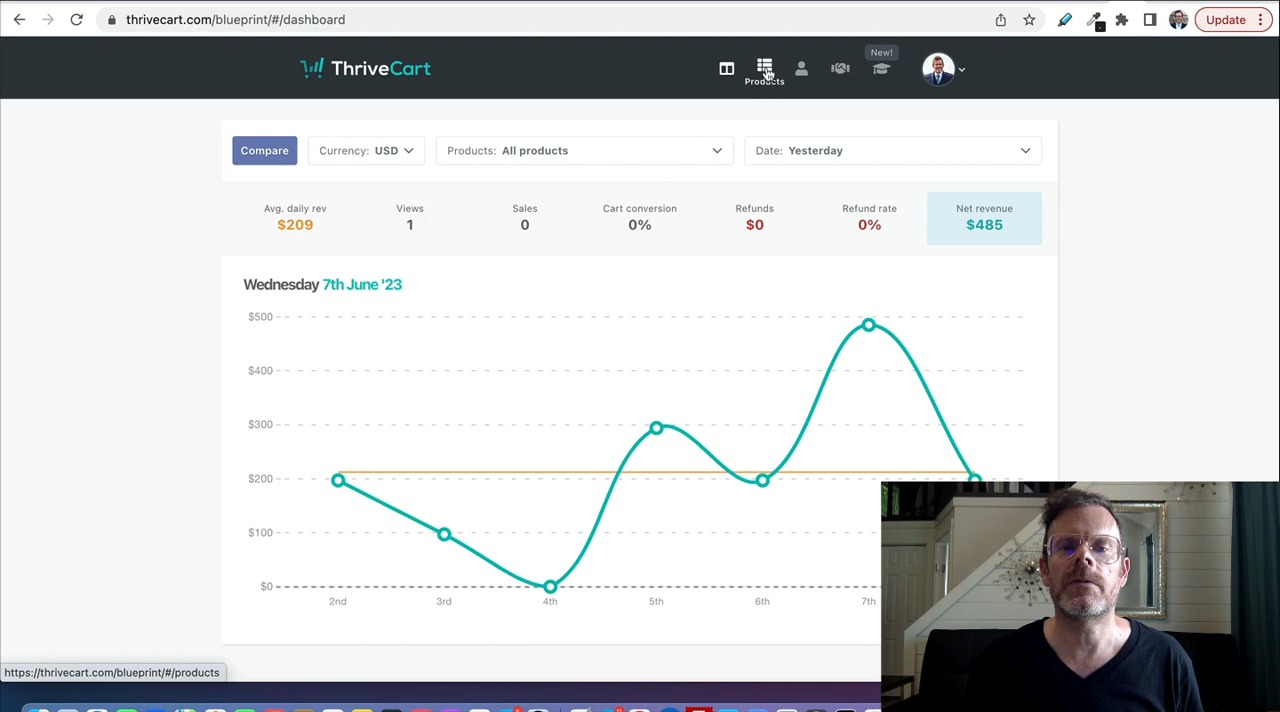 thrivecart.com/blueprint/#/dashboard
Update
ThriveCart
Products
New!
Compare
Currency: USD
Products: All products
Date: Yesterday
Avg. daily rev
$209
Views
1
Sales
0
Cart conversion
0%
Refunds
$0
Refund rate
0%
Net revenue
$485
Wednesday 7th June '23
$500
$400
$300
$200
$100
$0
2nd
3rd
4th
5th
6th
7th
https://thrivecart.com/blueprint/#/products